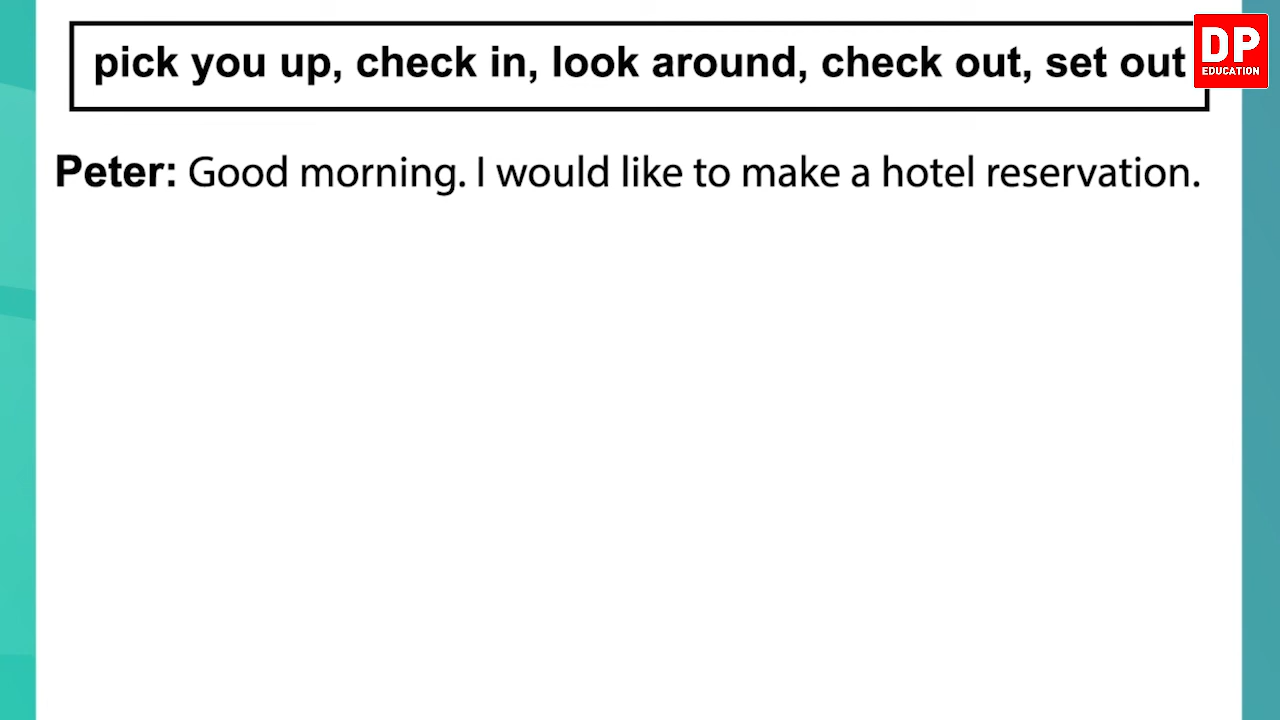 pick you up, check in, look around, check out, set out
DP
EDUCATION
Peter: Good morning. I would like to make a hotel reservation.